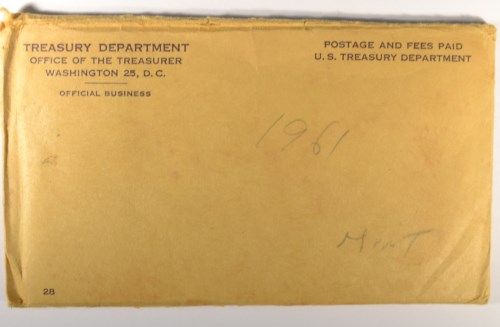 TREASURY DEPARTMENT
OFFICE OF THE TREASURER
WASHINGTON 25, D. C.
OFFICIAL BUSINESS
POSTAGE AND FEES PAID
U. S. TREASURY DEPARTMENT
1961
MINT
28